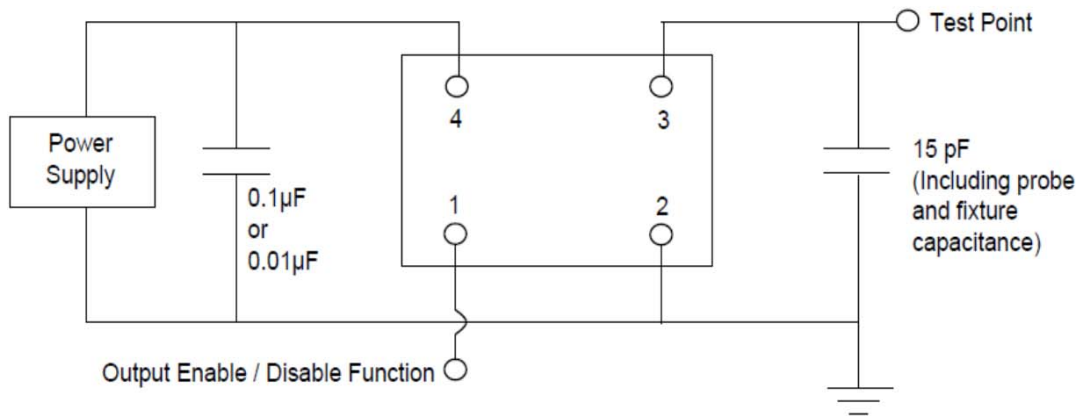 Test Point
4
3
Power
Supply
0.1µF
or
0.01µF
1
2
15 pF
(Including probe
and fixture
capacitance)
Output Enable / Disable Function